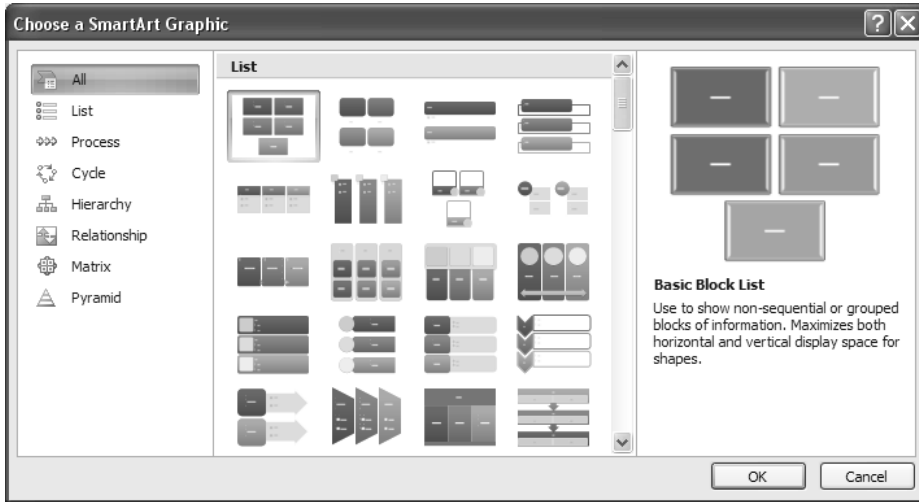 Choose a SmartArt Graphic
All
List
Process
Cycle
Hierarchy
Relationship
Matrix
Pyramid
List
Basic Block List
Use to show non-sequential or grouped
blocks of information. Maximizes both
horizontal and vertical display space for
shapes.
OK
Cancel